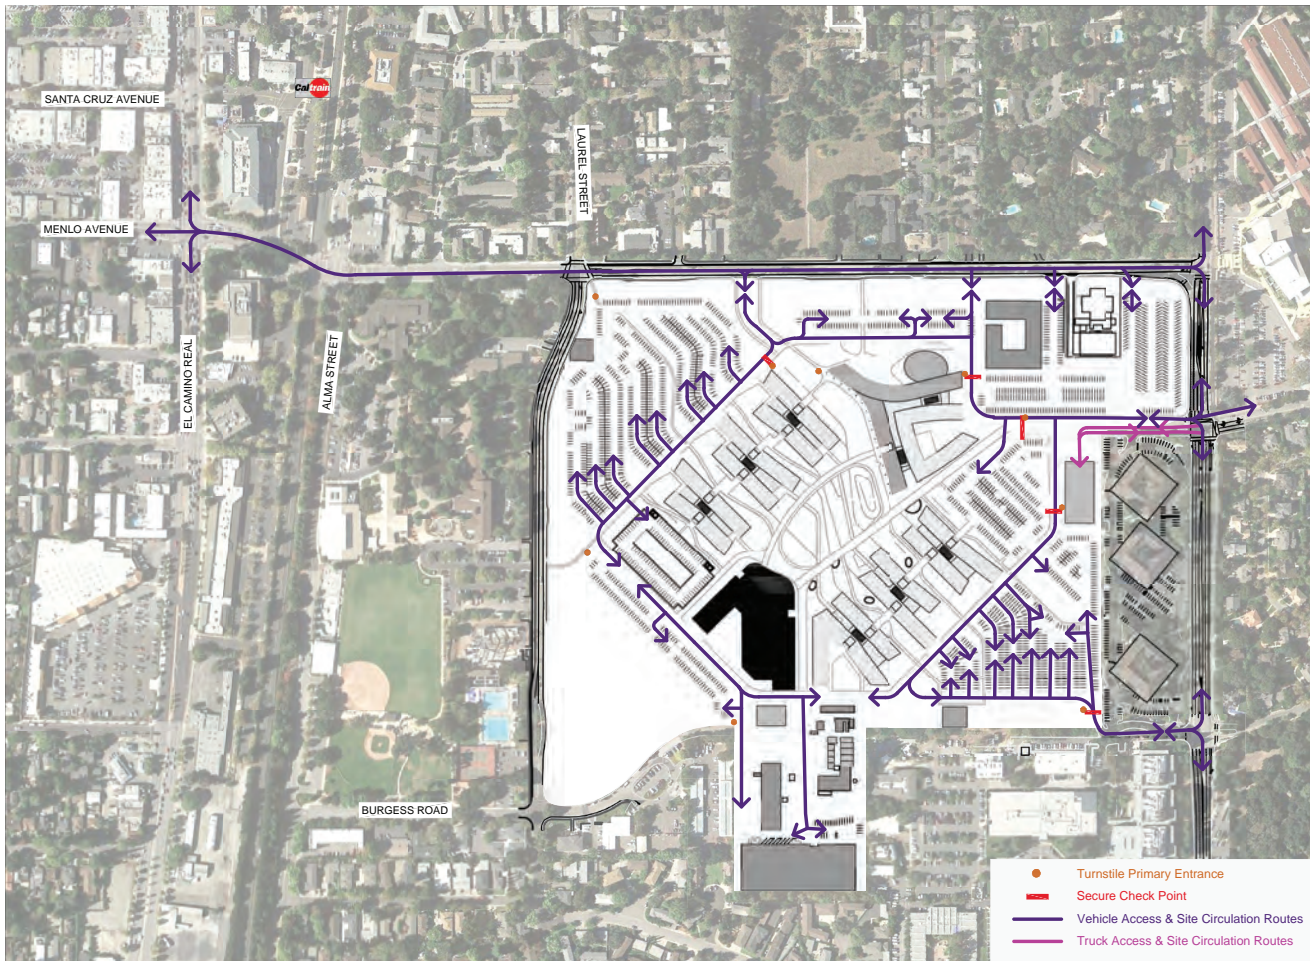 SANTA CRUZ AVENUE
Caltrain
LAUREL STREET
MENLO AVENUE
EL CAMINO REAL
ALMA STREET
BURGESS ROAD
Turnstile Primary Entrance
Secure Check Point
Vehicle Access & Site Circulation Routes
Truck Access & Site Circulation Routes